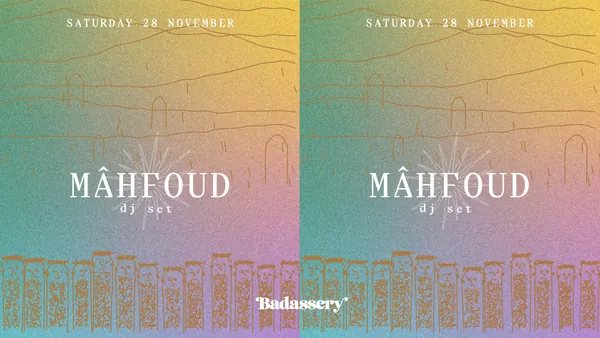 SATURDAY 28 NOVEMBER
MÂHFOUD
dj set
SATURDAY 28 NOVEMBER
MÂHFOUD
dj set
Badassery